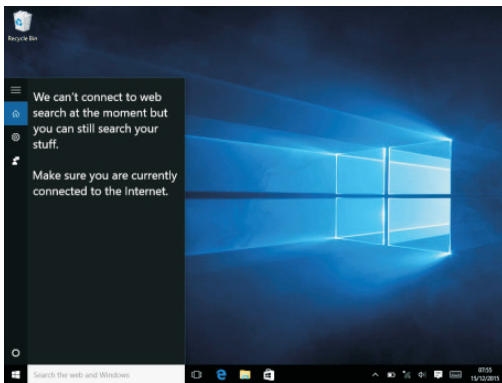 Recycle Bin
We can't connect to web
search at the moment but
you can still search your
stuff.
Make sure you are currently
connected to the Internet.
Search the web and Windows
07:55
15/12/2015